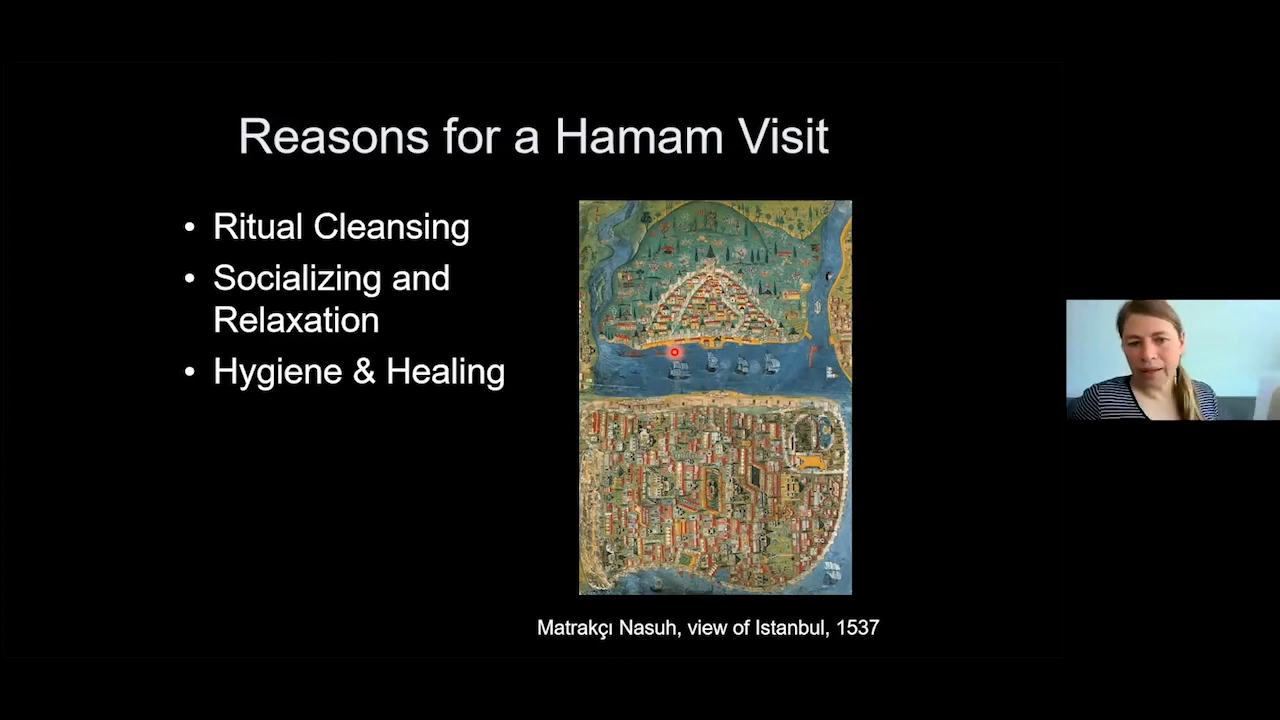 Reasons for a Hamam Visit
• Ritual Cleansing
• Socializing and
Relaxation
• Hygiene & Healing
Matrakçı Nasuh, view of Istanbul, 1537